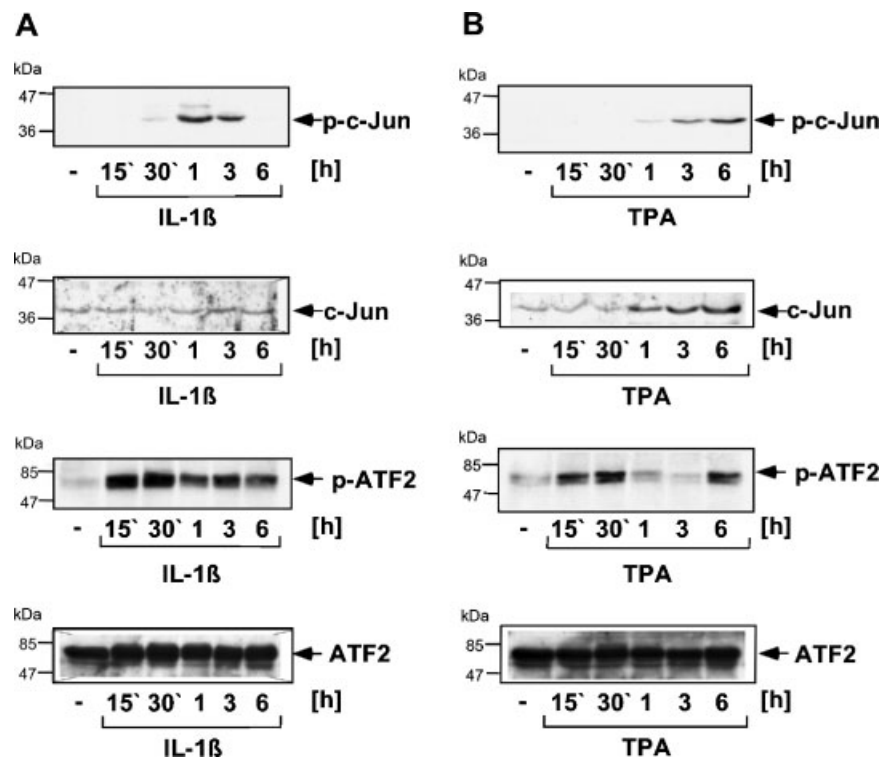 A
kDa
47
36
p-c-Jun
- 15` 30` 1 3 6 [h]
IL-1ß
kDa
47
36
c-Jun
- 15` 30` 1 3 6 [h]
IL-1ß
kDa
85
47
p-ATF2
- 15` 30` 1 3 6 [h]
IL-1ß
kDa
85
47
ATF2
- 15` 30` 1 3 6 [h]
IL-1ß
B
kDa
47
36
p-c-Jun
- 15` 30` 1 3 6 [h]
TPA
kDa
47
36
c-Jun
- 15` 30` 1 3 6 [h]
TPA
kDa
85
47
p-ATF2
- 15` 30` 1 3 6 [h]
TPA
kDa
85
47
ATF2
- 15` 30` 1 3 6 [h]
TPA